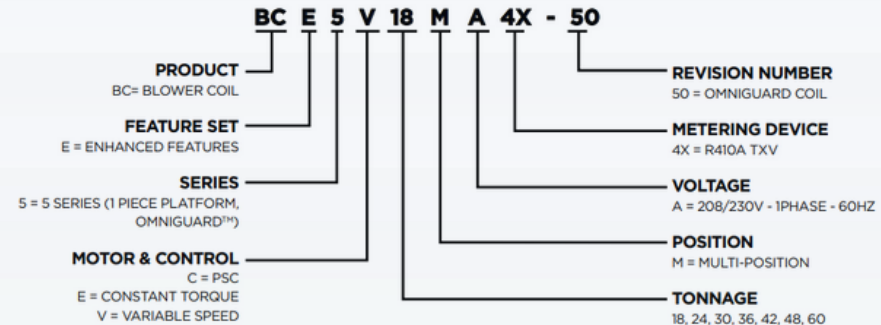 BC E 5 V 18 M A 4X - 50
PRODUCT
BC= BLOWER COIL
FEATURE SET
E = ENHANCED FEATURES
SERIES
5 = 5 SERIES (1 PIECE PLATFORM,
OMNIGUARD™)
MOTOR & CONTROL
C = PSC
E = CONSTANT TORQUE
V = VARIABLE SPEED
REVISION NUMBER
50 = OMNIGUARD COIL
METERING DEVICE
4X = R410A TXV
VOLTAGE
A = 208/230V - 1PHASE - 60HZ
POSITION
M = MULTI-POSITION
TONNAGE
18, 24, 30, 36, 42, 48, 60